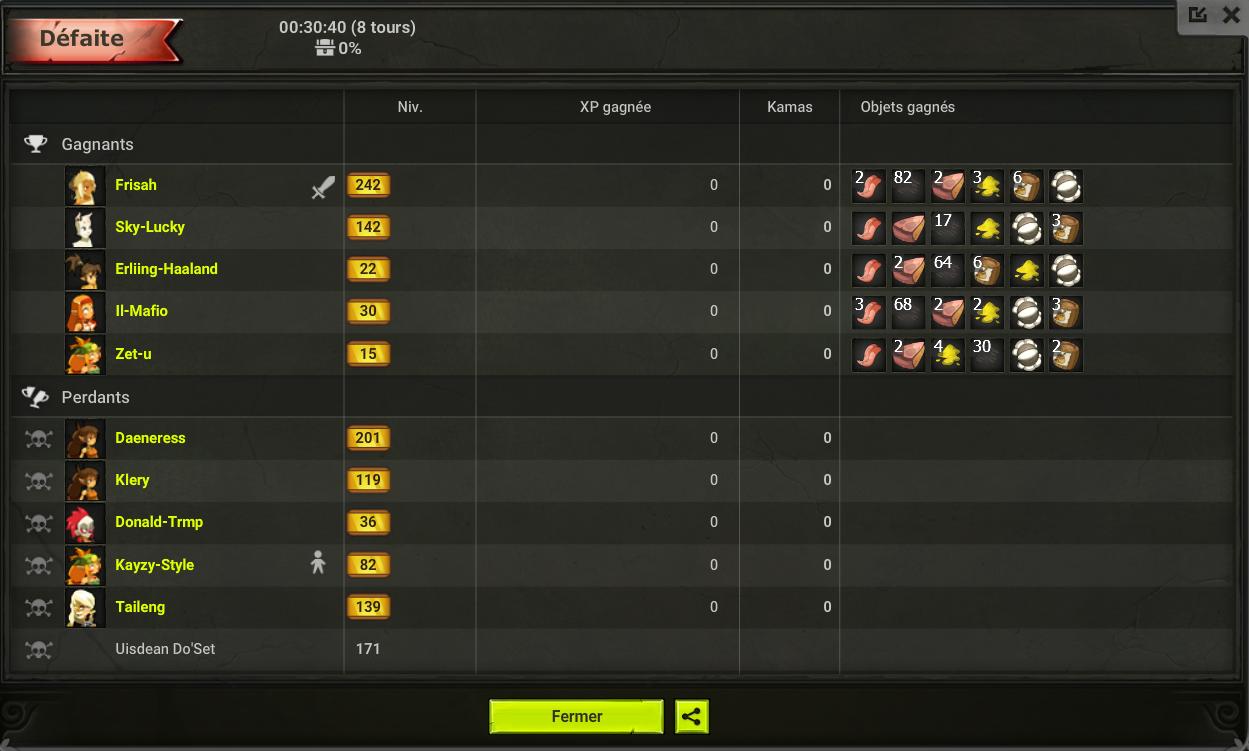 Défaite
00:30:40 (8 tours)
0%
Niv. XP gagnée Kamas Objets gagnés
Gagnants
Frisah 242 0 0 2 82 2 3 6
Sky-Lucky 142 0 0 17 3
Erliing-Haaland 22 0 0 2 64 6
Il-Mafio 30 0 0 3 68 2 2 3
Zet-u 15 0 0 2 4 30 2
Perdants
Daeneress 201 0 0
Klery 119 0 0
Donald-Trmp 36 0 0
Kayzy-Style 82 0 0
Taileng 139 0 0
Uisdean Do'Set 171
Fermer